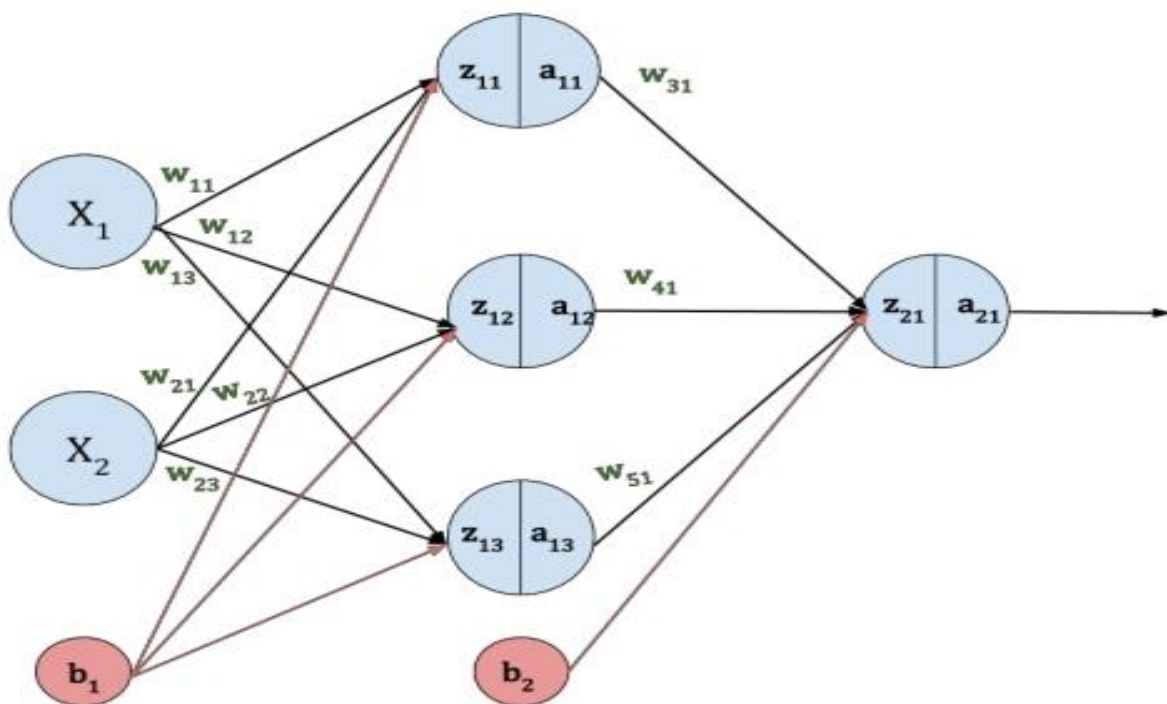 z₁₁ a₁₁
w₃₁
w₁₁
X₁
w₁₂
w₁₃
z₁₂ a₁₂
w₄₁
z₂₁ a₂₁
w₂₁ w₂₂
X₂
w₂₃
w₅₁
z₁₃ a₁₃
b₁
b₂